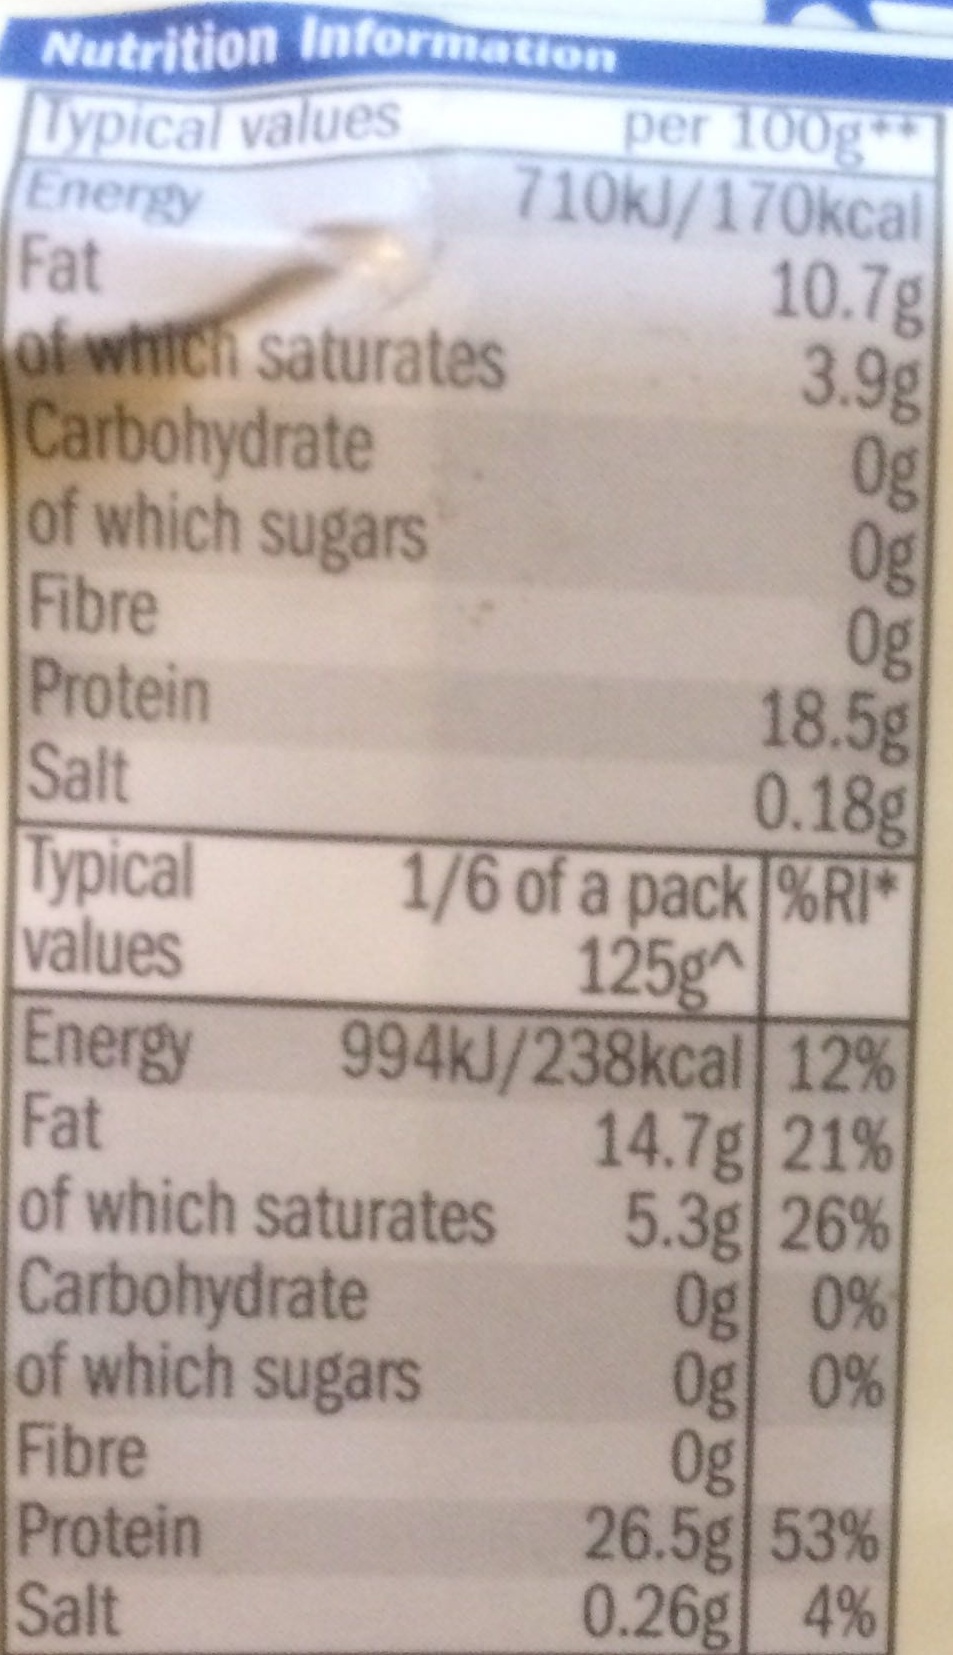 Nutrition Information
Typical values per 100g**
Energy 710kJ/170kcal
Fat 10.7g
of which saturates 3.9g
Carbohydrate 0g
of which sugars 0g
Fibre 0g
Protein 18.5g
Salt 0.18g
Typical 1/6 of a pack %RI*
values 125g^
Energy 994kJ/238kcal 12%
Fat 14.7g 21%
of which saturates 5.3g 26%
Carbohydrate 0g 0%
of which sugars 0g 0%
Fibre 0g
Protein 26.5g 53%
Salt 0.26g 4%